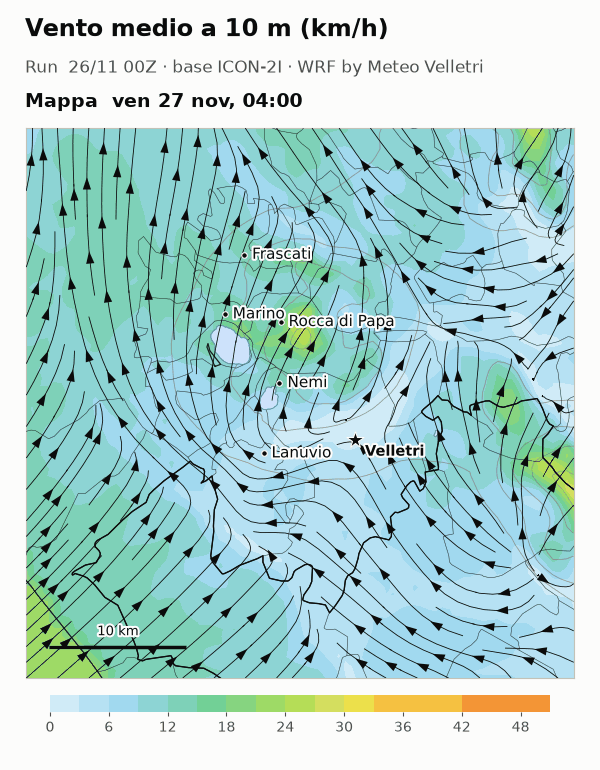 Vento medio a 10 m (km/h)
Run 26/11 00Z · base ICON-2I · WRF by Meteo Velletri
Mappa ven 27 nov, 04:00
Frascati
Marino
Rocca di Papa
Nemi
Velletri
Lanuvio
10 km
0 6 12 18 24 30 36 42 48